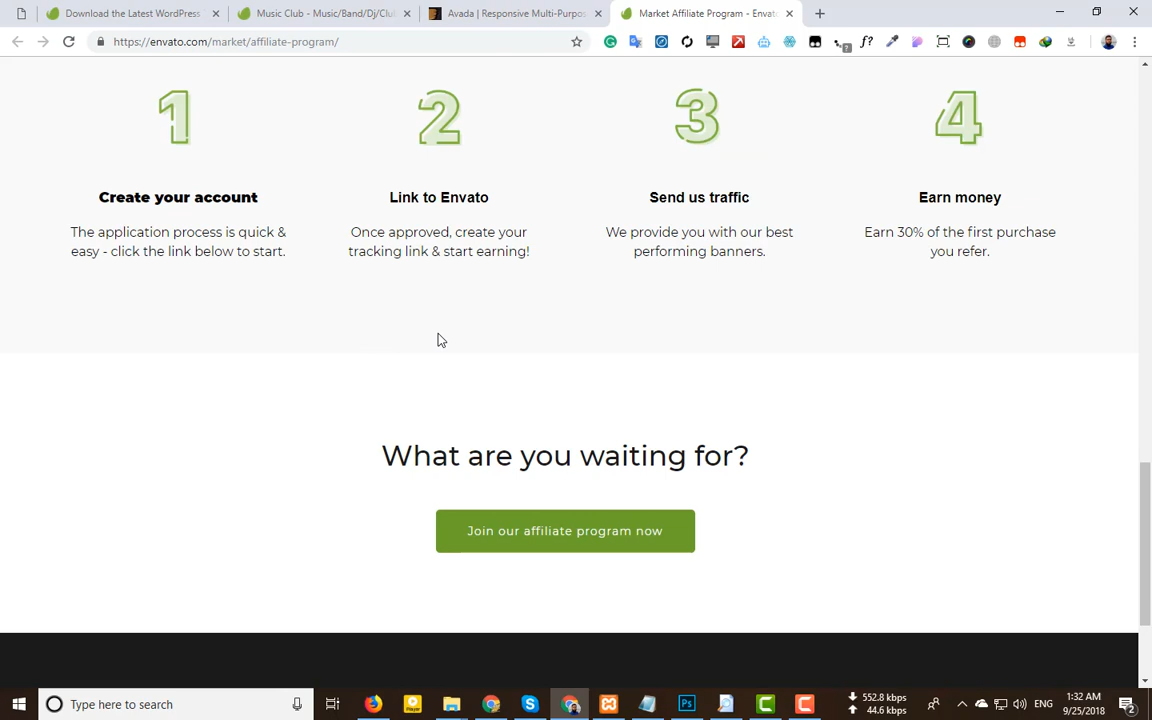 Download the Latest WordPress
Music Club - Music/Band/Dj/Clu
Avada | Responsive Multi-Purpos
Market Affiliate Program - Envat
https://envato.com/market/affiliate-program/
1
2
3
4
Create your account
Link to Envato
Send us traffic
Earn money
The application process is quick &
easy - click the link below to start.
Once approved, create your
tracking link & start earning!
We provide you with our best
performing banners.
Earn 30% of the first purchase
you refer.
What are you waiting for?
Join our affiliate program now
Type here to search
Ps
552.8 kbps
44.6 kbps
ENG
1:32 AM
9/25/2018
2